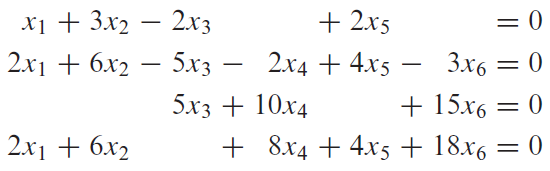 x₁ + 3x₂ − 2x₃ + 2x₅ = 0
2x₁ + 6x₂ − 5x₃ − 2x₄ + 4x₅ − 3x₆ = 0
5x₃ + 10x₄ + 15x₆ = 0
2x₁ + 6x₂ + 8x₄ + 4x₅ + 18x₆ = 0